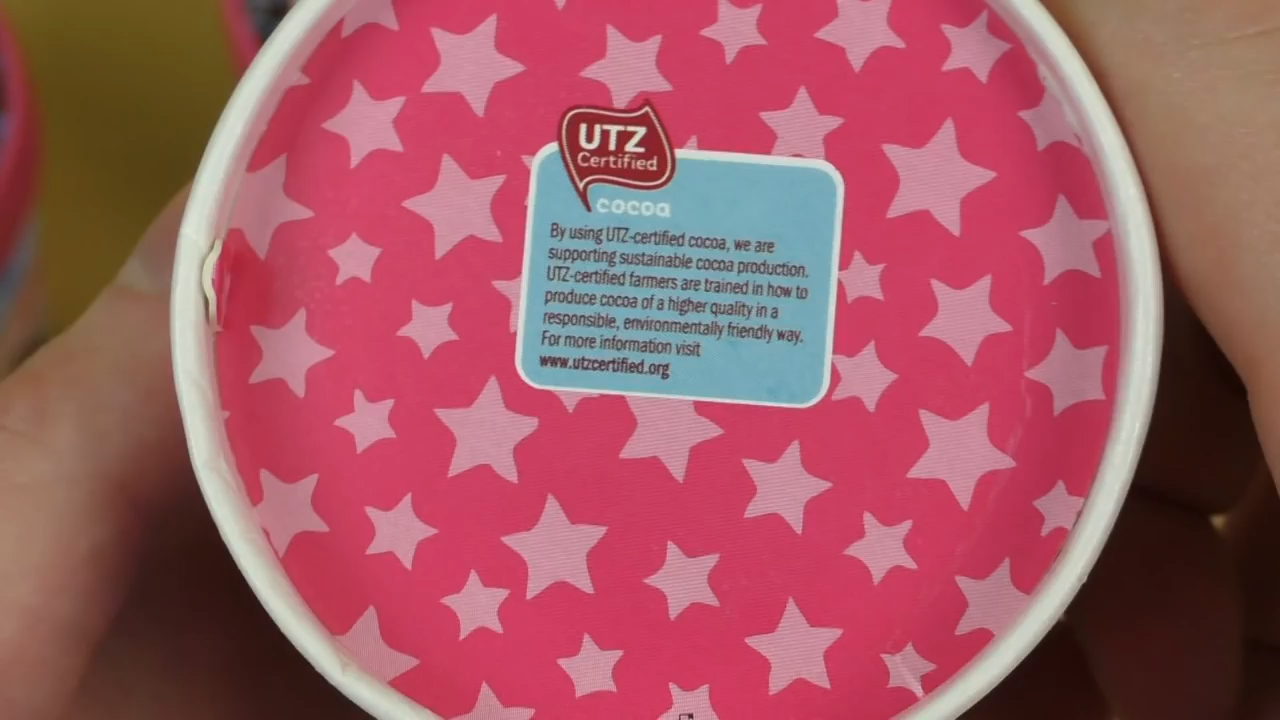 UTZ
Certified
cocoa
By using UTZ-certified cocoa, we are
supporting sustainable cocoa production.
UTZ-certified farmers are trained in how to
produce cocoa of a higher quality in a
responsible, environmentally friendly way.
For more information visit
www.utzcertified.org